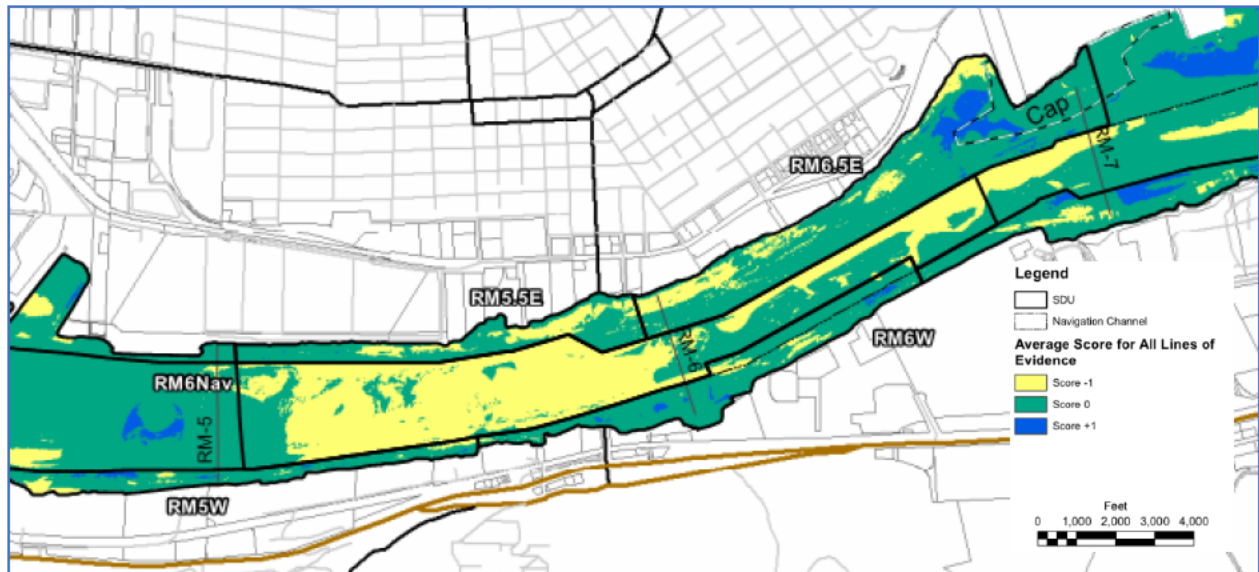 Cap
RM-7
RM6.5E
RM5.5E
RM-6
RM6W
RM6Nav
RM-5
RM5W
Legend
SDU
Navigation Channel
Average Score for All Lines of
Evidence
Score -1
Score 0
Score +1
Feet
0 1,000 2,000 3,000 4,000